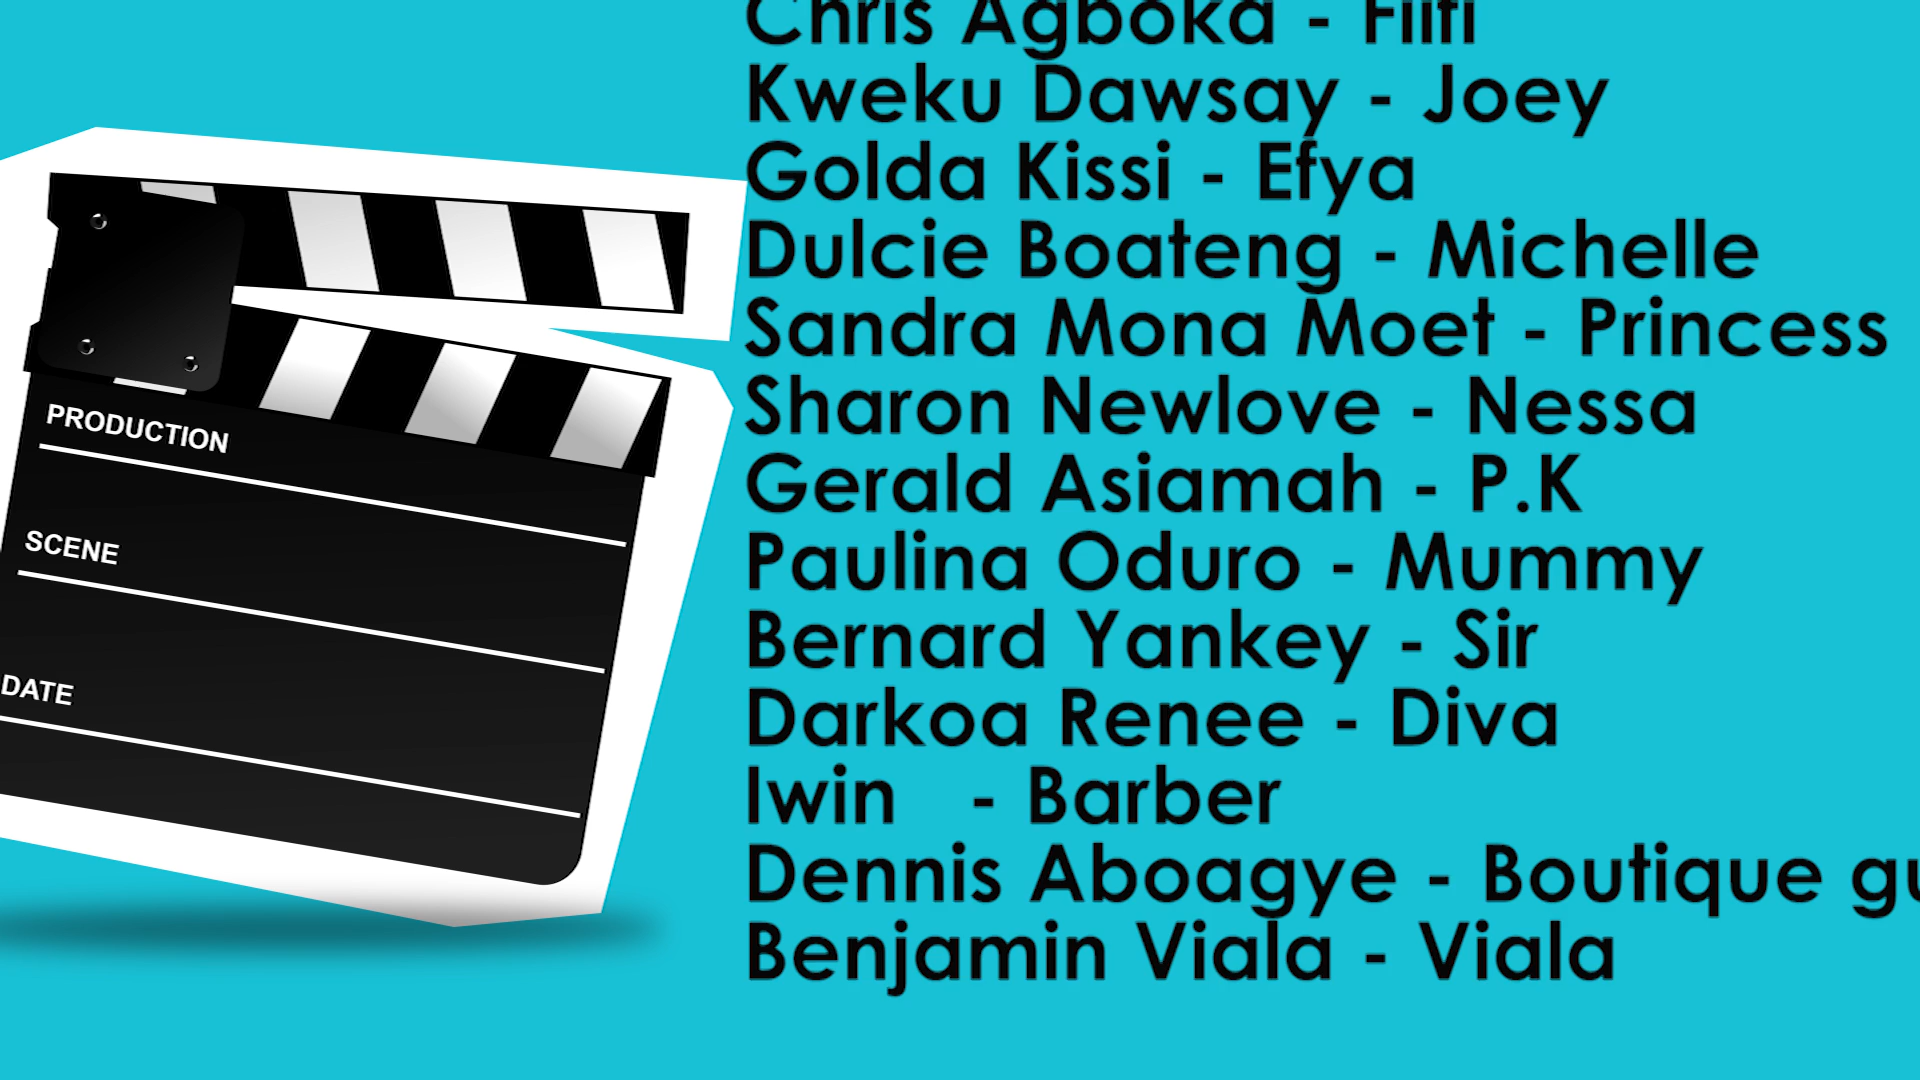 Chris Agboka - Fiifi
Kweku Dawsay - Joey
Golda Kissi - Efya
Dulcie Boateng - Michelle
Sandra Mona Moet - Princess
Sharon Newlove - Nessa
Gerald Asiamah - P.K
Paulina Oduro - Mummy
Bernard Yankey - Sir
Darkoa Renee - Diva
Iwin - Barber
Dennis Aboagye - Boutique
Benjamin Viala - Viala
PRODUCTION
SCENE
DATE